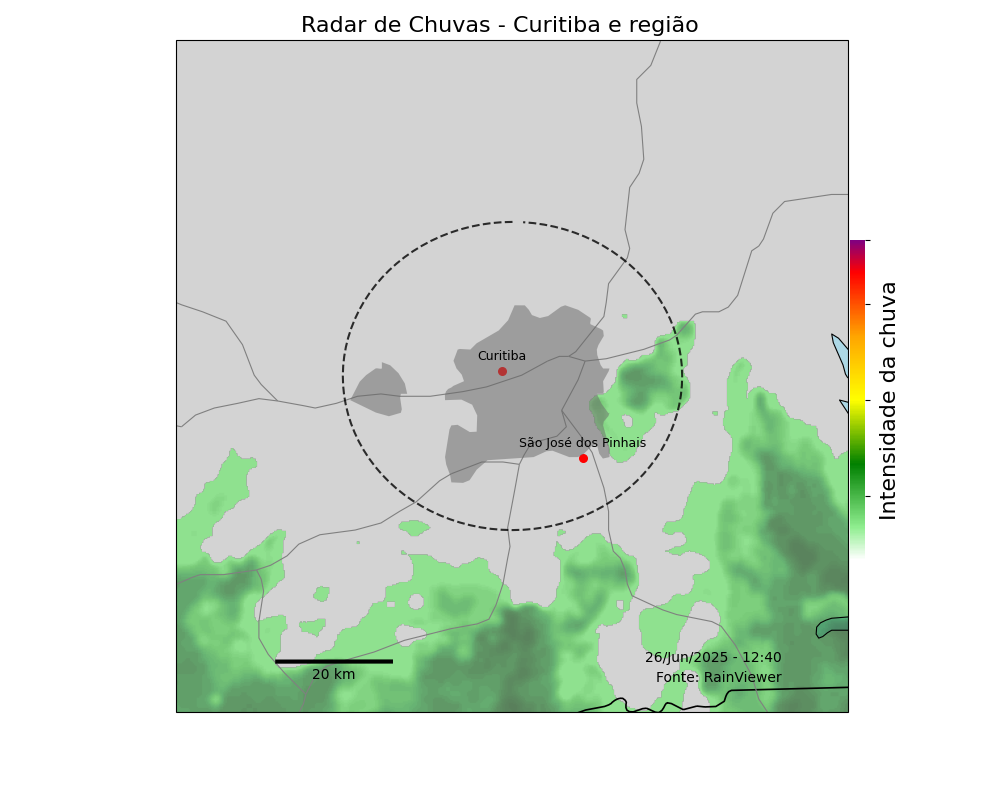 Radar de Chuvas - Curitiba e região
Curitiba
São José dos Pinhais
Intensidade da chuva
26/Jun/2025 - 12:40
20 km
Fonte: RainViewer